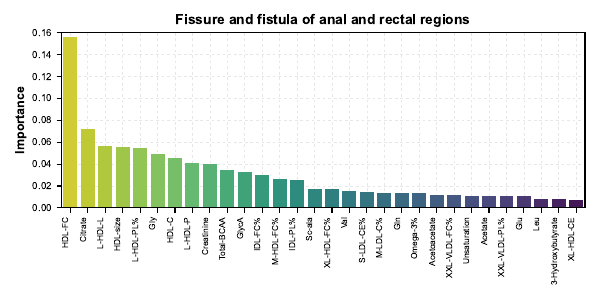 Fissure and fistula of anal and rectal regions
Importance
0.16
0.14
0.12
0.10
0.08
0.06
0.04
0.02
0.00
HDL-FC
Citrate
L-HDL-L
HDL-size
L-HDL-PL%
Gly
HDL-C
L-HDL-P
Creatinine
Total-BCAA
GlycA
IDL-FC%
M-HDL-FC%
IDL-PL%
XL-HDL-FC%
Val
S-LDL-CE%
M-LDL-C%
Gln
Omega-3%
Acetoacetate
XXL-VLDL-FC%
Unsaturation
Acetate
XXL-VLDL-PL%
Glu
Leu
3-Hydroxybutyrate
XL-HDL-CE